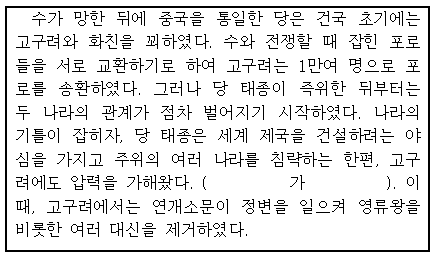 수가 망한 뒤에 중국을 통일한 당은 건국 초기에는
고구려와 화친을 꾀하였다. 수와 전쟁할 때 잡힌 포로
들을 서로 교환하기로 하여 고구려는 1만여 명으로 포
로를 송환하였다. 그러나 당 태종이 즉위한 뒤부터는
두 나라의 관계가 점차 벌어지기 시작하였다. 나라의
기틀이 잡히자, 당 태종은 세계 제국을 건설하려는 야
심을 가지고 주위의 여러 나라를 침략하는 한편, 고구
려에도 압력을 가해왔다. ( 가 ). 이
때, 고구려에서는 연개소문이 정변을 일으켜 영류왕을
비롯한 여러 대신을 제거하였다.